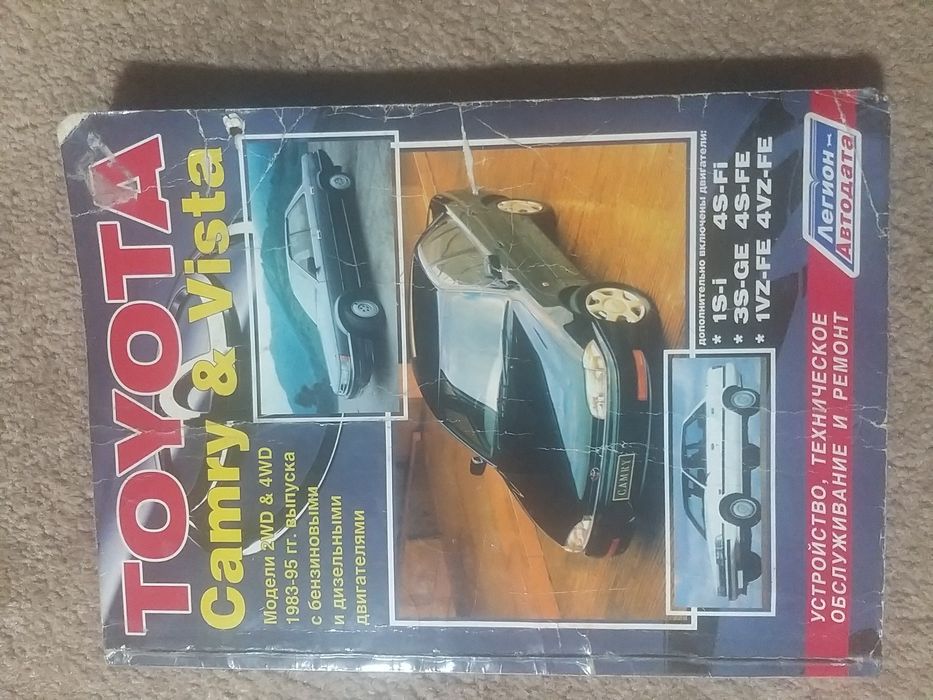 TOYOTA
Camry & Vista
Модели 2WD & 4WD
1983-95 гг. выпуска
с бензиновыми
и дизельными
двигателями
CAMRY
дополнительно включены двигатели:
* 1S-i 4S-Fi
* 3S-GE 4S-FE
* 1VZ-FE 4VZ-FE
УСТРОЙСТВО, ТЕХНИЧЕСКОЕ
ОБСЛУЖИВАНИЕ И РЕМОНТ
Легион
Автодата